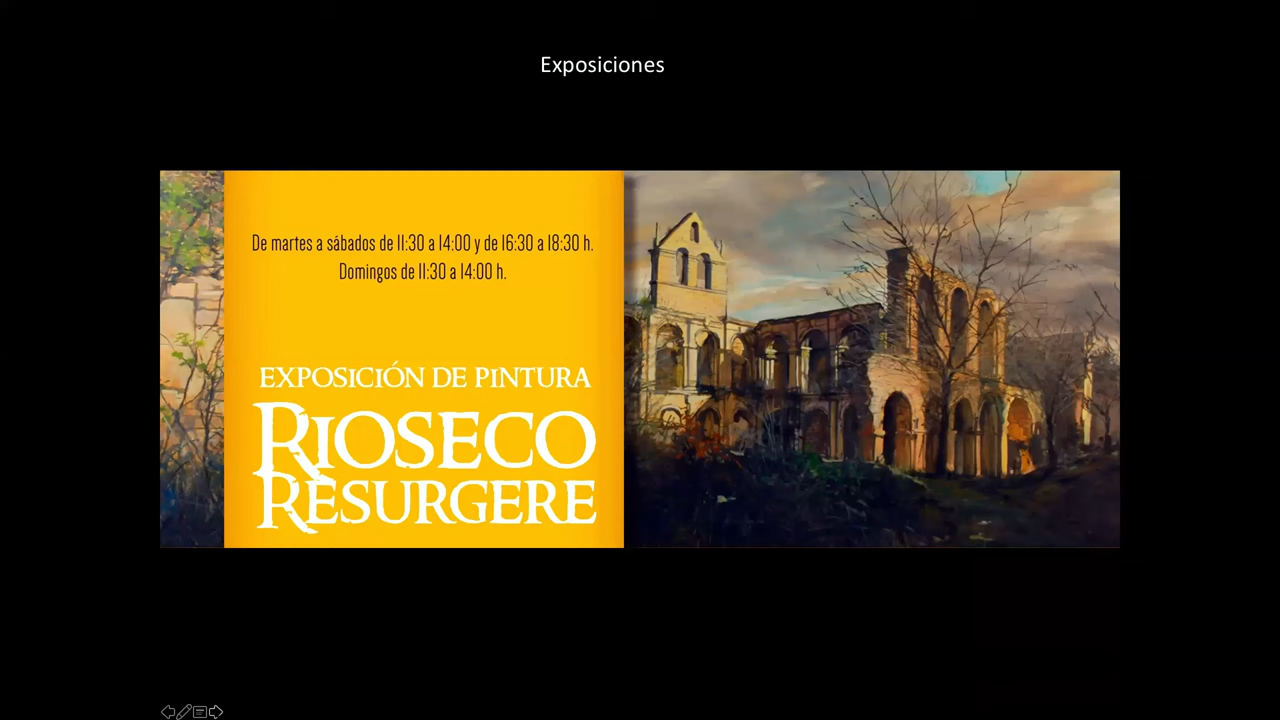 Exposiciones
De martes a sábados de 11:30 a 14:00 y de 16:30 a 18:30 h.
Domingos de 11:30 a 14:00 h.
EXPOSICIÓN DE PINTURA
RIOSECO
RESURGERE